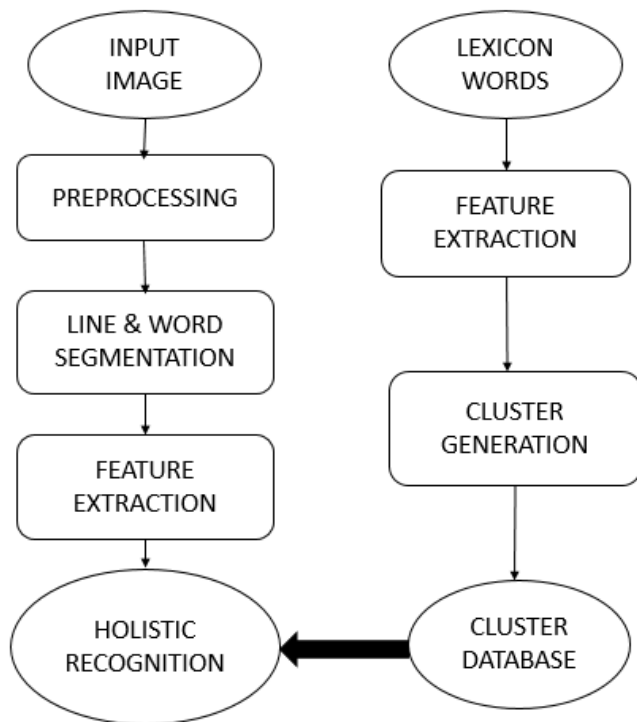 INPUT
IMAGE
PREPROCESSING
LINE & WORD
SEGMENTATION
FEATURE
EXTRACTION
HOLISTIC
RECOGNITION
LEXICON
WORDS
FEATURE
EXTRACTION
CLUSTER
GENERATION
CLUSTER
DATABASE